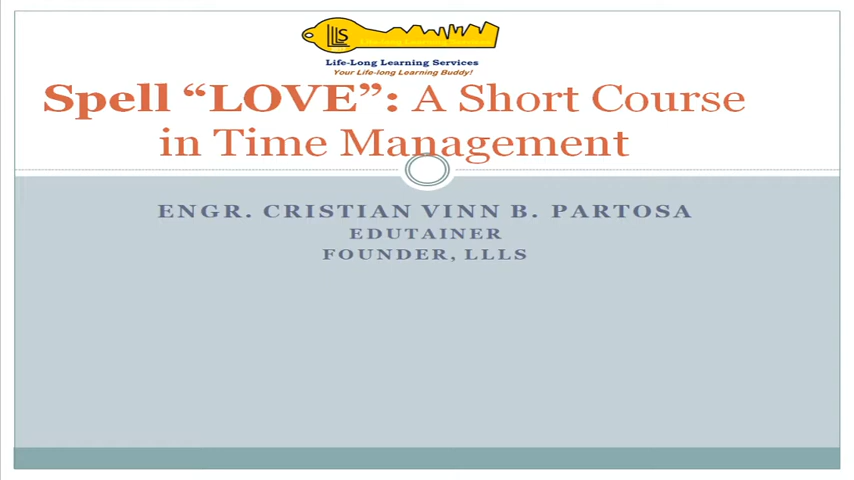 LLLS
Life-Long Learning Services
Your Life-long Learning Buddy!
Spell “LOVE”: A Short Course
in Time Management
ENGR. CRISTIAN VINN B. PARTOSA
EDUTAINER
FOUNDER, LLLS